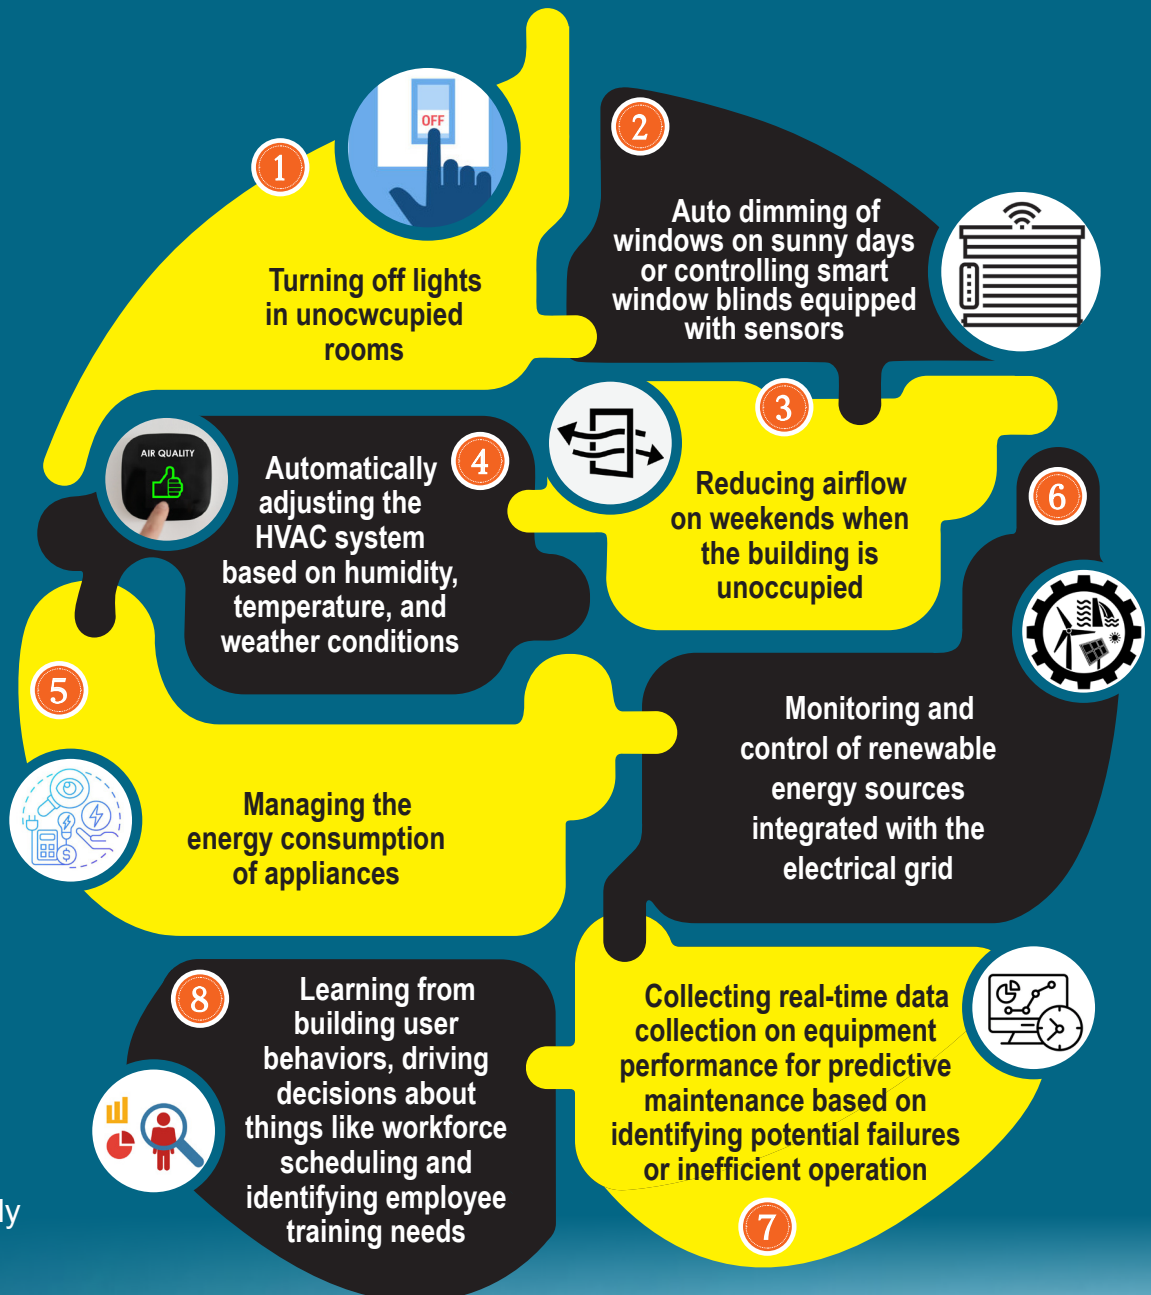 1
OFF
Turning off lights
in unocwcupied
rooms
2
Auto dimming of
windows on sunny days
or controlling smart
window blinds equipped
with sensors
3
Reducing airflow
on weekends when
the building is
unoccupied
AIR QUALITY
4
Automatically
adjusting the
HVAC system
based on humidity,
temperature, and
weather conditions
5
Managing the
energy consumption
of appliances
6
Monitoring and
control of renewable
energy sources
integrated with the
electrical grid
Collecting real-time data
collection on equipment
performance for predictive
maintenance based on
identifying potential failures
or inefficient operation
7
8
Learning from
building user
behaviors, driving
decisions about
things like workforce
scheduling and
identifying employee
training needs
ly